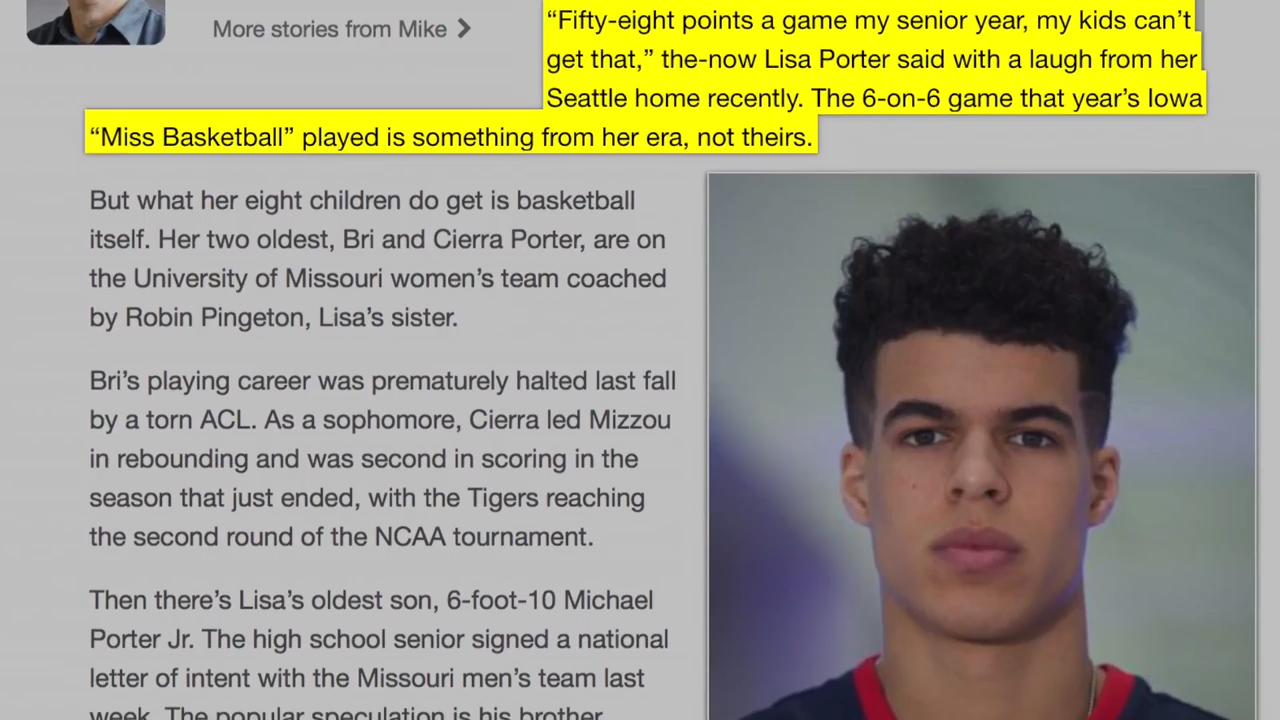 More stories from Mike
“Fifty-eight points a game my senior year, my kids can’t
get that,” the-now Lisa Porter said with a laugh from her
Seattle home recently. The 6-on-6 game that year’s Iowa
“Miss Basketball” played is something from her era, not theirs.
But what her eight children do get is basketball
itself. Her two oldest, Bri and Cierra Porter, are on
the University of Missouri women’s team coached
by Robin Pingeton, Lisa’s sister.
Bri’s playing career was prematurely halted last fall
by a torn ACL. As a sophomore, Cierra led Mizzou
in rebounding and was second in scoring in the
season that just ended, with the Tigers reaching
the second round of the NCAA tournament.
Then there’s Lisa’s oldest son, 6-foot-10 Michael
Porter Jr. The high school senior signed a national
letter of intent with the Missouri men’s team last
week. The popular speculation is his brother